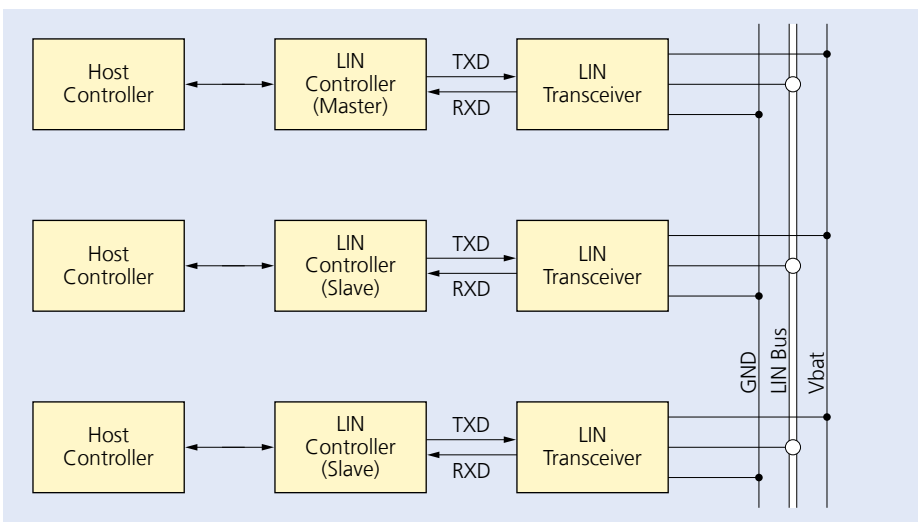 Host
Controller
LIN
Controller
(Master)
TXD
RXD
LIN
Transceiver
Host
Controller
LIN
Controller
(Slave)
TXD
RXD
LIN
Transceiver
GND
LIN Bus
Vbat
Host
Controller
LIN
Controller
(Slave)
TXD
RXD
LIN
Transceiver